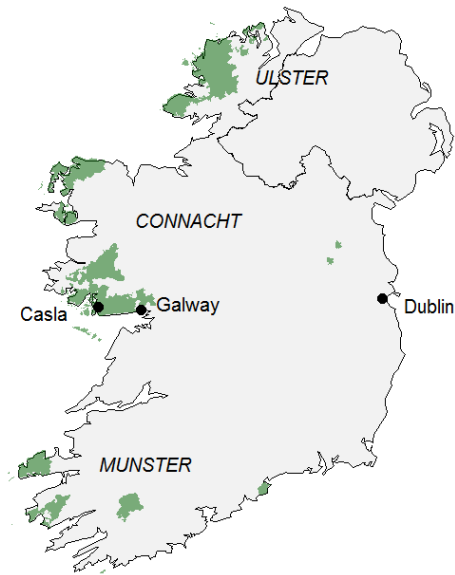 ULSTER
CONNACHT
Casla
Galway
Dublin
MUNSTER